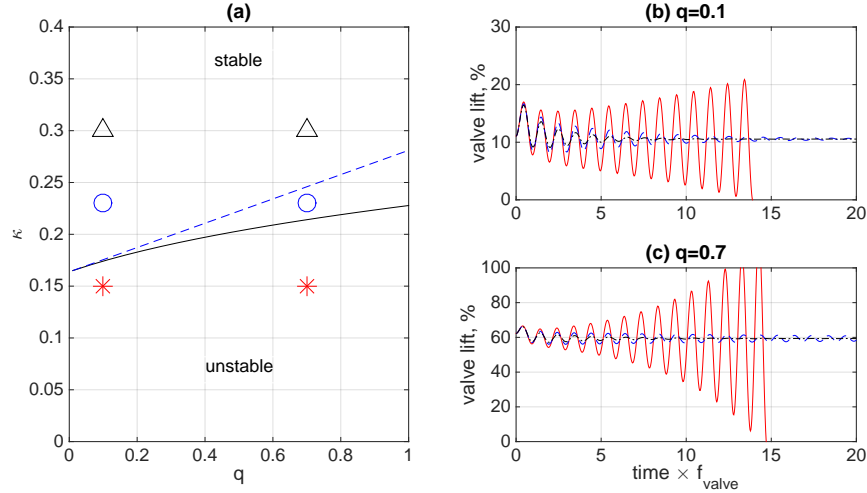 (a)
κ
0.4
0.35
0.3
0.25
0.2
0.15
0.1
0.05
0
stable
unstable
0 0.2 0.4 0.6 0.8 1
q
(b) q=0.1
valve lift, %
30
20
10
0
0 5 10 15 20
(c) q=0.7
valve lift, %
100
80
60
40
20
0
0 5 10 15 20
time × f_valve